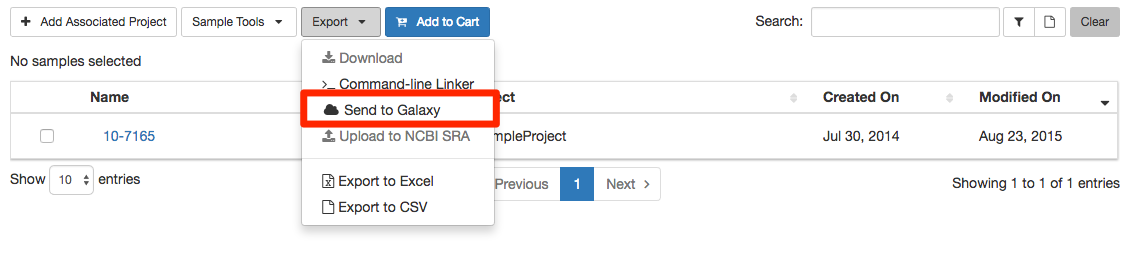 Add Associated Project Sample Tools Export Add to Cart Search: Clear
No samples selected
Download
Command-line Linker
Send to Galaxy
Upload to NCBI SRA
Export to Excel
Export to CSV
Name ect Created On Modified On
10-7165 mpleProject Jul 30, 2014 Aug 23, 2015
Show 10 entries Previous 1 Next Showing 1 to 1 of 1 entries